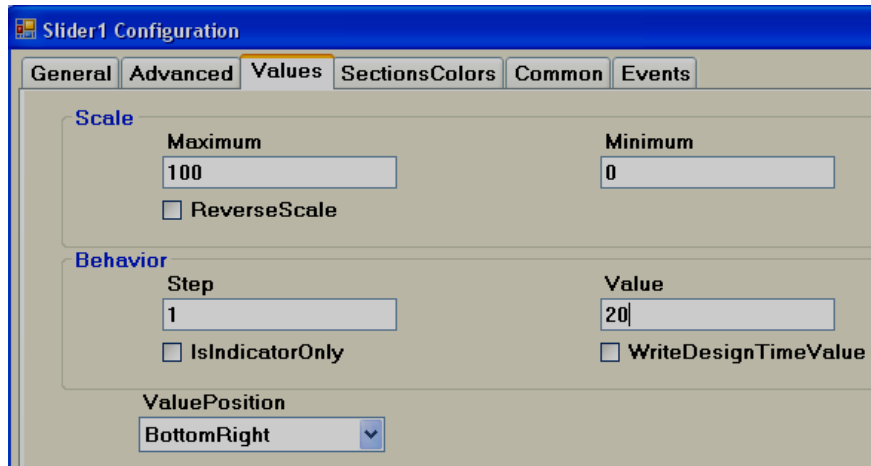 Slider1 Configuration
General Advanced Values SectionsColors Common Events
Scale
Maximum Minimum
100 0
ReverseScale
Behavior
Step Value
1 20
IsIndicatorOnly WriteDesignTimeValue
ValuePosition
BottomRight